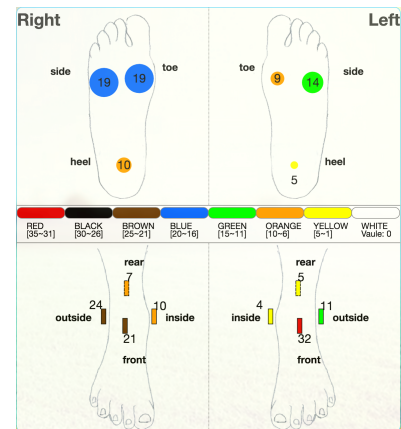 Right Left
side toe toe side
19 19 9 14
heel 10 heel
5
RED BLACK BROWN BLUE GREEN ORANGE YELLOW WHITE
[35~31] [30~26] [25~21] [20~16] [15~11] [10~6] [5~1] Vaule: 0
rear rear
7 5
24 10 4 11
outside inside inside outside
21 32
front front